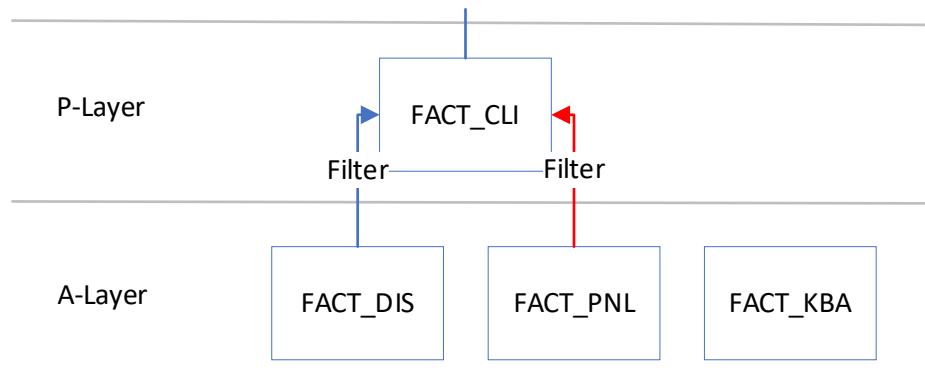 P-Layer
FACT_CLI
Filter
Filter
A-Layer
FACT_DIS
FACT_PNL
FACT_KBA